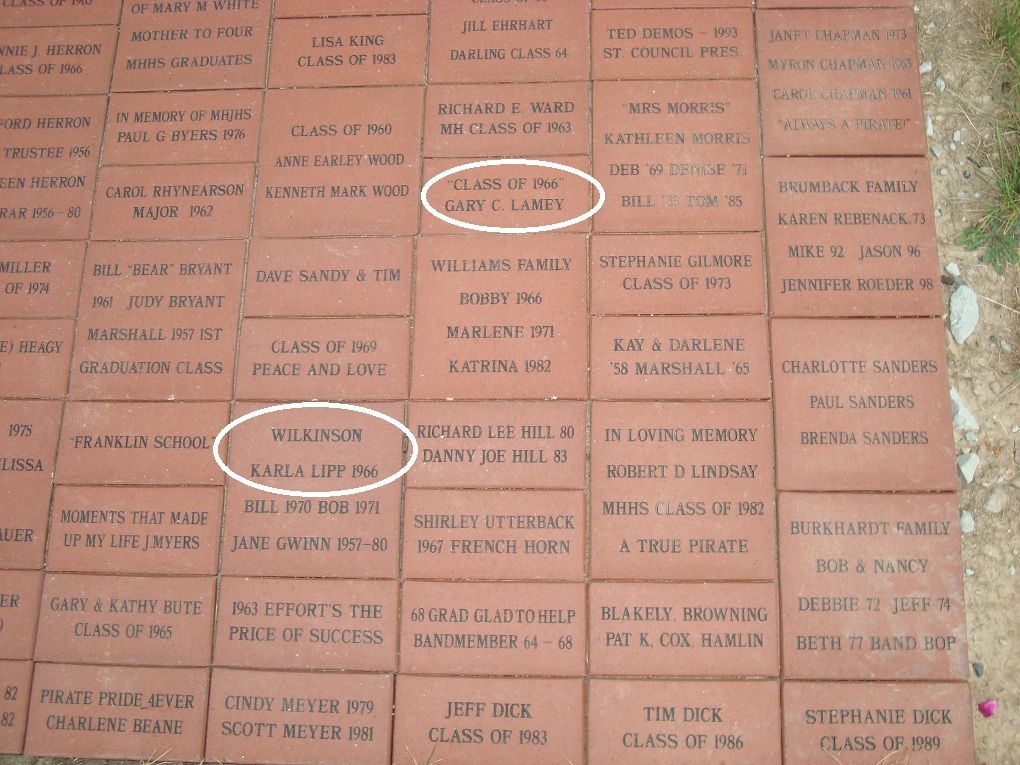 OF MARY M WHITE
MOTHER TO FOUR
MHHS GRADUATES
LISA KING
CLASS OF 1983
JILL EHRHART
DARLING CLASS 64
TED DEMOS - 1993
ST. COUNCIL PRES.
JANET CHAPMAN 1973
MYRON CHAPMAN 1965
CAROL CHAPMAN 1961
"ALWAYS A PIRATE!"
NNIE J. HERRON
LASS OF 1966
FORD HERRON
TRUSTEE 1956
EEN HERRON
RAR 1956-80
IN MEMORY OF MHJHS
PAUL G BYERS 1976
CAROL RHYNEARSON
MAJOR 1962
CLASS OF 1960
ANNE EARLEY WOOD
KENNETH MARK WOOD
RICHARD E. WARD
MH CLASS OF 1963
"CLASS OF 1966"
GARY C. LAMEY
"MRS MORRIS"
KATHLEEN MORRIS
DEB '69 DENISE '71
BILL TOM '85
BRUMBACK FAMILY
KAREN REBENACK 73
MIKE 92 JASON 96
JENNIFER ROEDER 98
MILLER
OF 1974
BILL "BEAR" BRYANT
1961 JUDY BRYANT
MARSHALL 1957 1ST
GRADUATION CLASS
DAVE SANDY & TIM
CLASS OF 1969
PEACE AND LOVE
WILLIAMS FAMILY
BOBBY 1966
MARLENE 1971
KATRINA 1982
STEPHANIE GILMORE
CLASS OF 1973
KAY & DARLENE
'58 MARSHALL '65
CHARLOTTE SANDERS
PAUL SANDERS
BRENDA SANDERS
E) HEAGY
1978
ELISSA
AUER
"FRANKLIN SCHOOL"
MOMENTS THAT MADE
UP MY LIFE J.MYERS
WILKINSON
KARLA LIPP 1966
BILL 1970 BOB 1971
JANE GWINN 1957-80
RICHARD LEE HILL 80
DANNY JOE HILL 83
SHIRLEY UTTERBACK
1967 FRENCH HORN
IN LOVING MEMORY
ROBERT D LINDSAY
MHHS CLASS OF 1982
A TRUE PIRATE
BURKHARDT FAMILY
BOB & NANCY
DEBBIE 72 JEFF 74
BETH 77 BAND BOP
ER
GARY & KATHY BUTE
CLASS OF 1965
1963 EFFORT'S THE
PRICE OF SUCCESS
68 GRAD GLAD TO HELP
BANDMEMBER 64 - 68
BLAKELY, BROWNING
PAT K, COX, HAMLIN
82
82
PIRATE PRIDE 4EVER
CHARLENE BEANE
CINDY MEYER 1979
SCOTT MEYER 1981
JEFF DICK
CLASS OF 1983
TIM DICK
CLASS OF 1986
STEPHANIE DICK
CLASS OF 1989